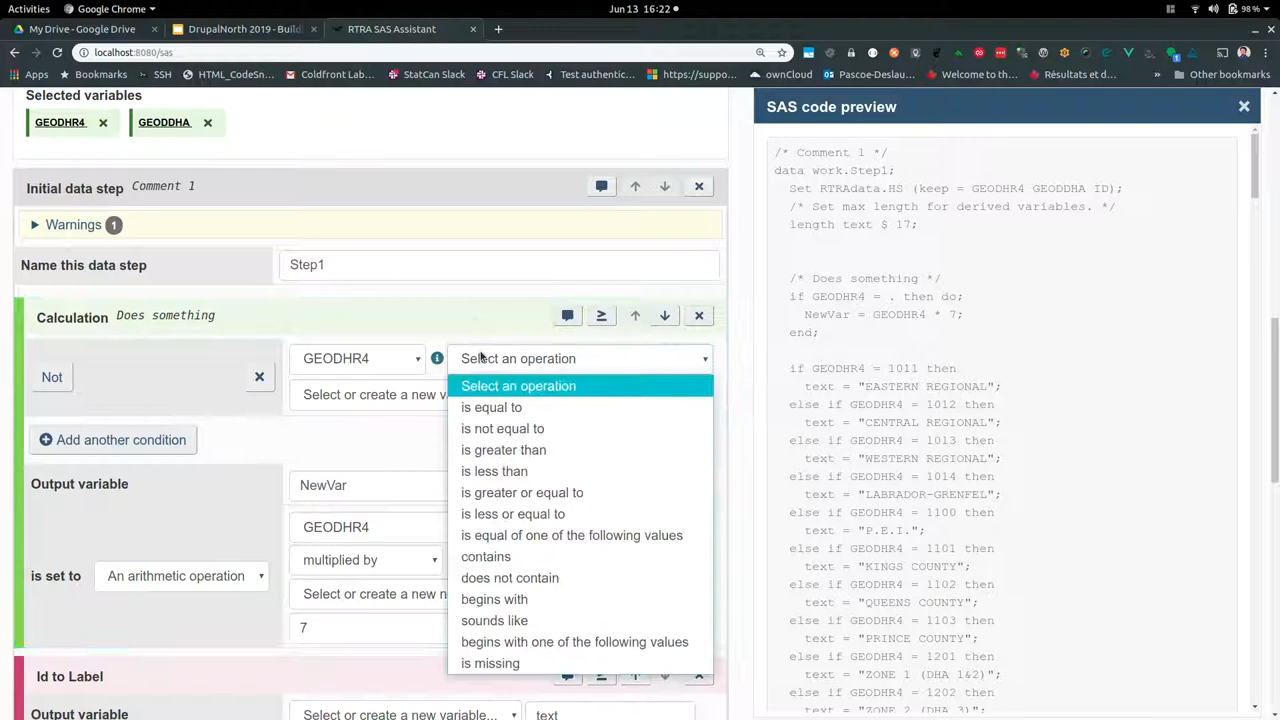 Activities
Google Chrome
Jun 13 16:22
98%
My Drive - Google Drive
DrupalNorth 2019 - Build
RTRA SAS Assistant
localhost:8080/sas
Apps
Bookmarks
SSH
HTML_CodeSn...
Coldfront Lab...
StatCan Slack
CFL Slack
Test authentic...
https://suppo...
ownCloud
Pascoe-Deslau...
Welcome to th...
Résultats et d...
»
Other bookmarks
Selected variables
GEODHR4
GEODDHA
Initial data step Comment 1
Warnings 1
Name this data step
Step1
Calculation Does something
Not
GEODHR4
Select an operation
Select or create a new v
Select an operation
is equal to
is not equal to
is greater than
is less than
is greater or equal to
is less or equal to
is equal of one of the following values
contains
does not contain
begins with
sounds like
begins with one of the following values
is missing
Add another condition
Output variable
NewVar
GEODHR4
multiplied by
is set to
An arithmetic operation
Select or create a new n
7
Id to Label
Output variable
Select or create a new variable...
text
SAS code preview
/* Comment 1 */
data work.Step1;
Set RTRAdata.HS (keep = GEODHR4 GEODDHA ID);
/* Set max length for derived variables. */
length text $ 17;
/* Does something */
if GEODHR4 = . then do;
NewVar = GEODHR4 * 7;
end;
if GEODHR4 = 1011 then
text = "EASTERN REGIONAL";
else if GEODHR4 = 1012 then
text = "CENTRAL REGIONAL";
else if GEODHR4 = 1013 then
text = "WESTERN REGIONAL";
else if GEODHR4 = 1014 then
text = "LABRADOR-GRENFEL";
else if GEODHR4 = 1100 then
text = "P.E.I.";
else if GEODHR4 = 1101 then
text = "KINGS COUNTY";
else if GEODHR4 = 1102 then
text = "QUEENS COUNTY";
else if GEODHR4 = 1103 then
text = "PRINCE COUNTY";
else if GEODHR4 = 1201 then
text = "ZONE 1 (DHA 1&2)";
else if GEODHR4 = 1202 then
text = "ZONE 2 (DHA 3)";